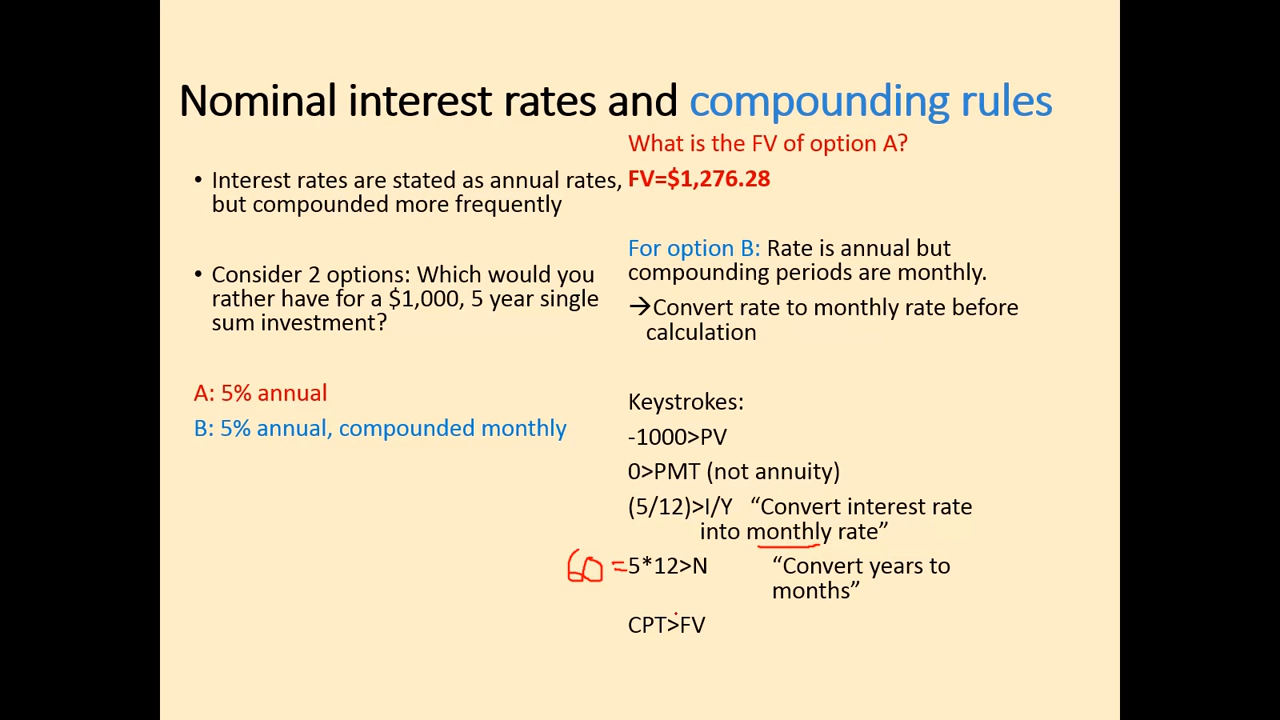 Nominal interest rates and compounding rules
• Interest rates are stated as annual rates,
but compounded more frequently
• Consider 2 options: Which would you
rather have for a $1,000, 5 year single
sum investment?
A: 5% annual
B: 5% annual, compounded monthly
What is the FV of option A?
FV=$1,276.28
For option B: Rate is annual but
compounding periods are monthly.
→Convert rate to monthly rate before
calculation
Keystrokes:
-1000>PV
0>PMT (not annuity)
(5/12)>I/Y “Convert interest rate
into monthly rate”
60 =5*12>N “Convert years to
months”
CPT>FV